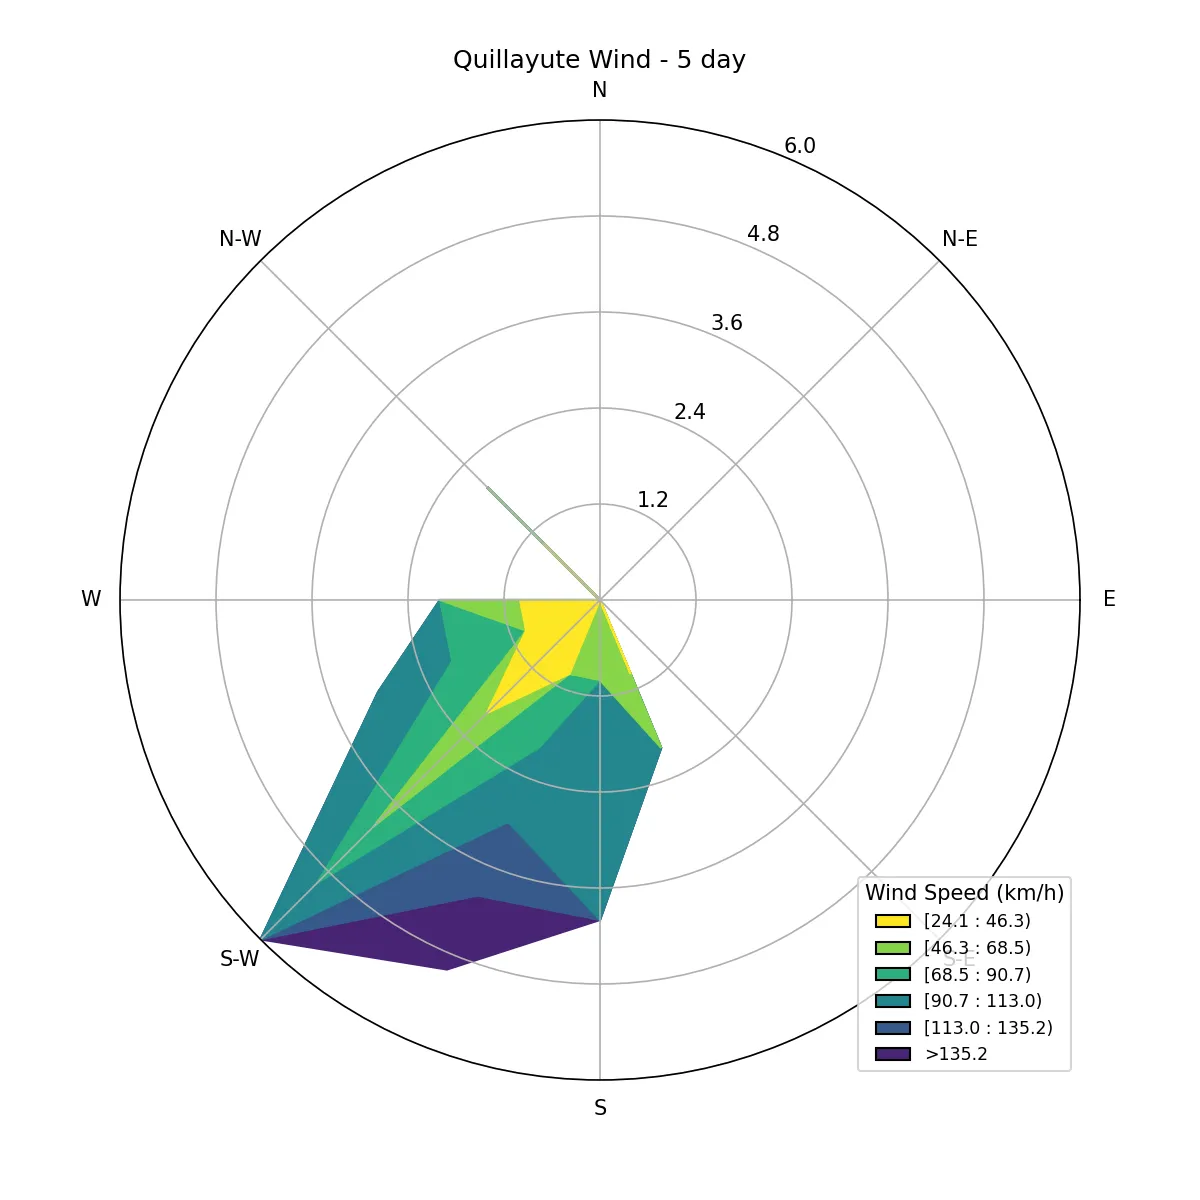 Quillayute Wind - 5 day
N
6.0
N-W
N-E
4.8
3.6
2.4
1.2
W
E
Wind Speed (km/h)
[24.1 : 46.3)
[46.3 : 68.5)
S-W
S-E
[68.5 : 90.7)
[90.7 : 113.0)
[113.0 : 135.2)
>135.2
S